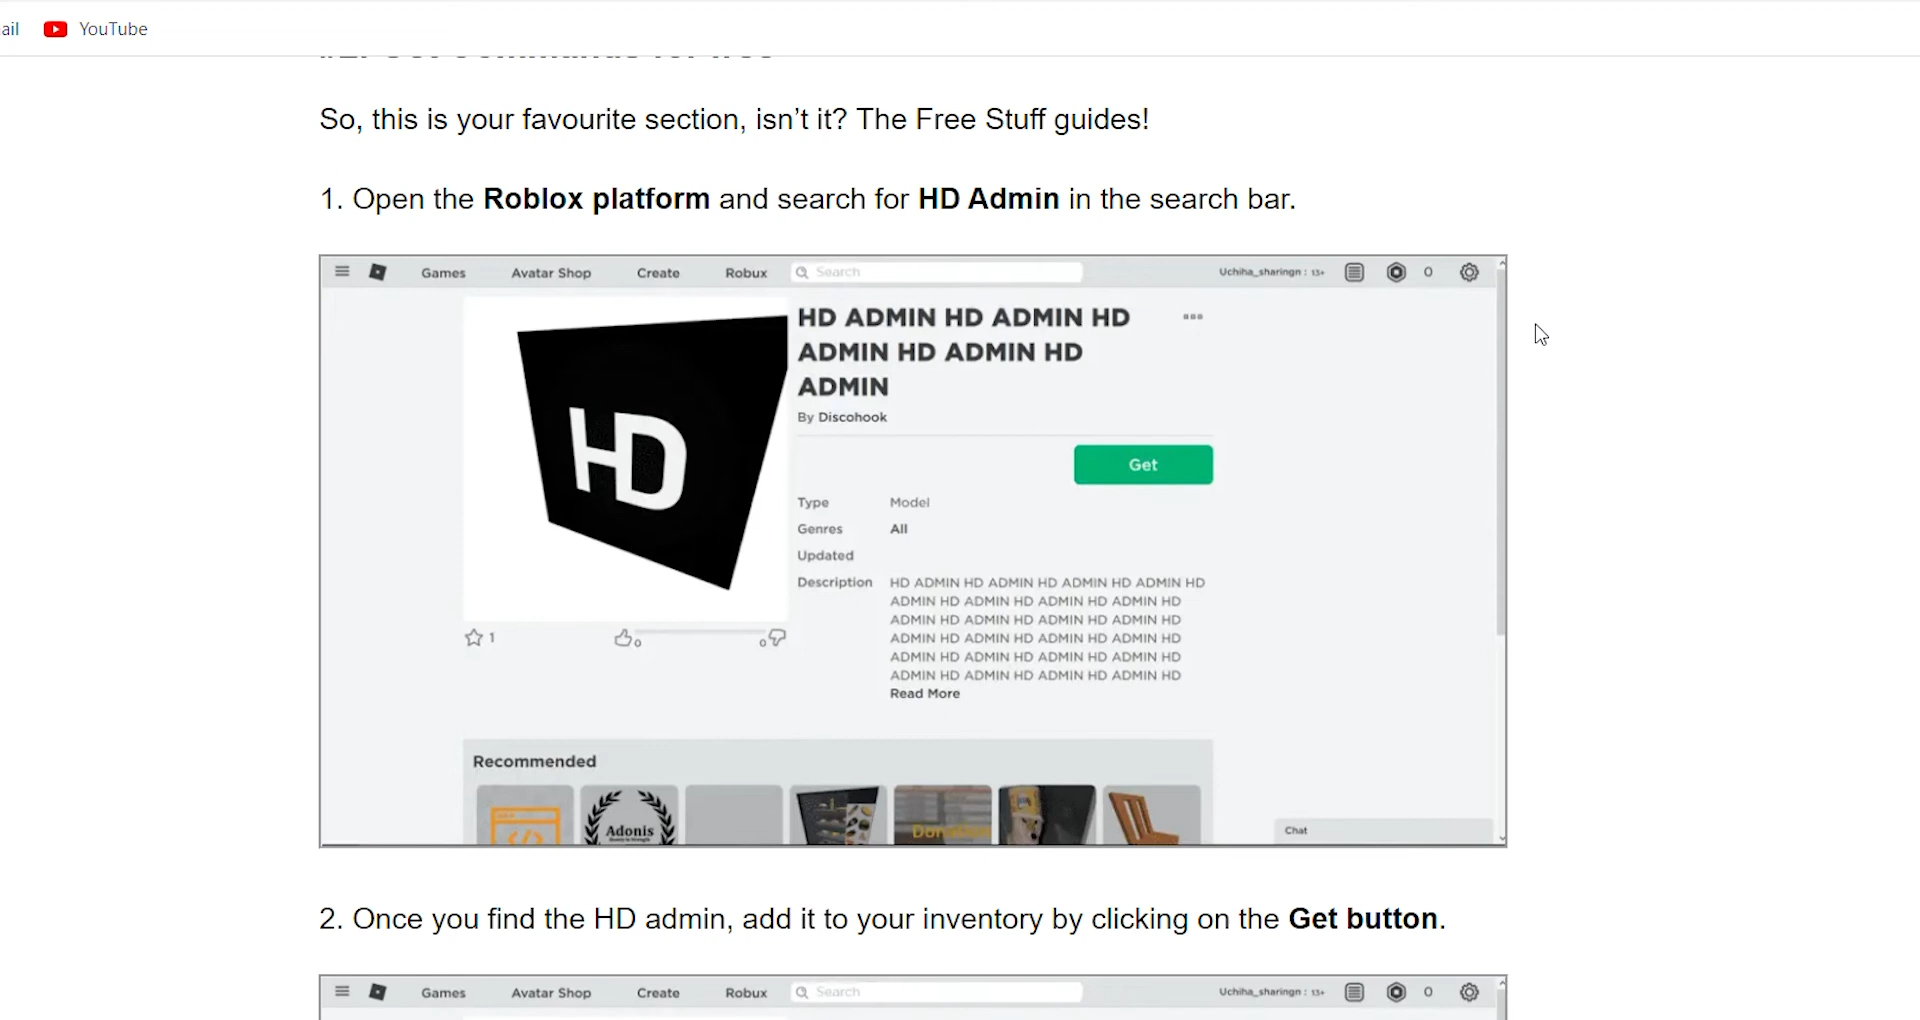 ail YouTube
So, this is your favourite section, isn't it? The Free Stuff guides!
1. Open the Roblox platform and search for HD Admin in the search bar.
Games Avatar Shop Create Robux Search Uchiha_sharingn : 13+ 0
HD ADMIN HD ADMIN HD
ADMIN HD ADMIN HD
ADMIN
By Discohook
Get
HD
Type Model
Genres All
Updated
Description HD ADMIN HD ADMIN HD ADMIN HD ADMIN HD
ADMIN HD ADMIN HD ADMIN HD ADMIN HD
ADMIN HD ADMIN HD ADMIN HD ADMIN HD
ADMIN HD ADMIN HD ADMIN HD ADMIN HD
ADMIN HD ADMIN HD ADMIN HD ADMIN HD
ADMIN HD ADMIN HD ADMIN HD ADMIN HD
Read More
1 0 0
Recommended
Adonis
Chat
2. Once you find the HD admin, add it to your inventory by clicking on the Get button.
Games Avatar Shop Create Robux Search Uchiha_sharingn : 13+ 0